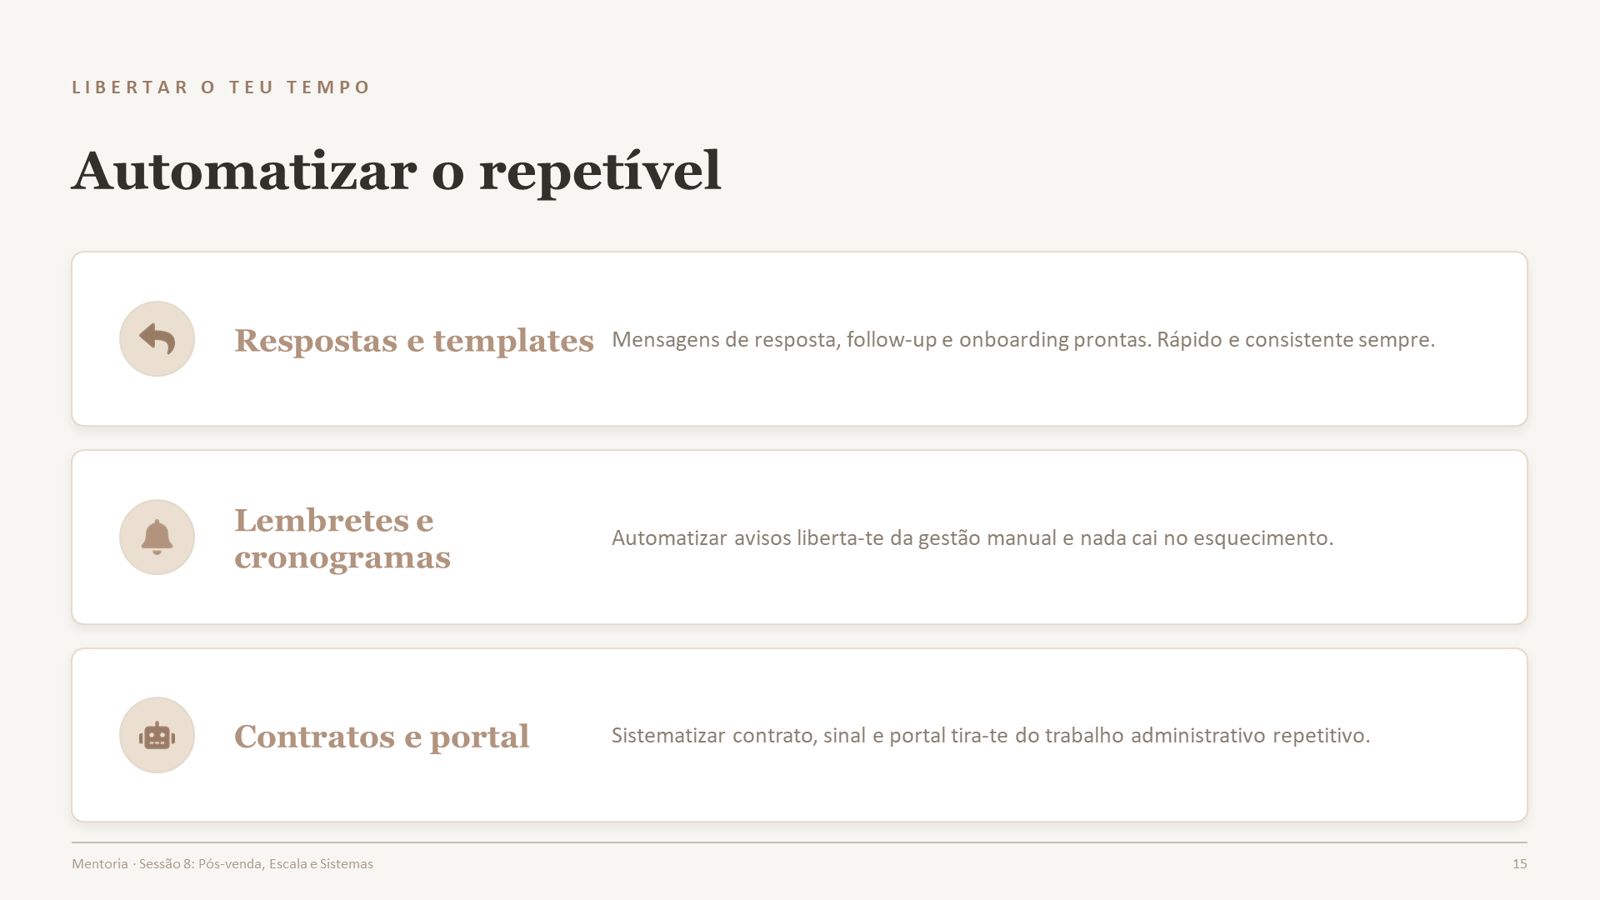 LIBERTAR O TEU TEMPO
Automatizar o repetível
Respostas e templates
Mensagens de resposta, follow-up e onboarding prontas. Rápido e consistente sempre.
Lembretes e
cronogramas
Automatizar avisos liberta-te da gestão manual e nada cai no esquecimento.
Contratos e portal
Sistematizar contrato, sinal e portal tira-te do trabalho administrativo repetitivo.
Mentoria · Sessão 8: Pós-venda, Escala e Sistemas
15